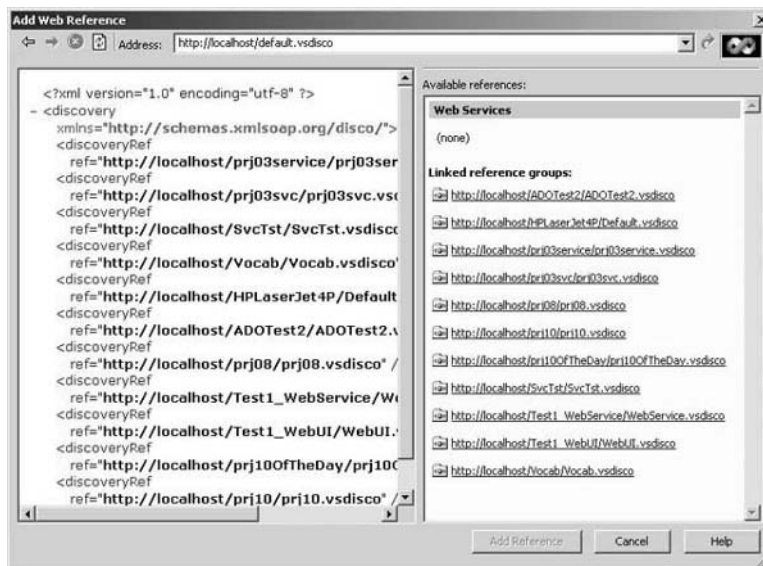 Add Web Reference
Address: http://localhost/default.vsdisco
<?xml version="1.0" encoding="utf-8" ?>
- <discovery
xmlns="http://schemas.xmlsoap.org/disco/">
<discoveryRef
ref="http://localhost/prj03service/prj03ser
<discoveryRef
ref="http://localhost/prj03svc/prj03svc.vs
<discoveryRef
ref="http://localhost/SvcTst/SvcTst.vsdisc
<discoveryRef
ref="http://localhost/Vocab/Vocab.vsdisco"
<discoveryRef
ref="http://localhost/HPLaserJet4P/Default
<discoveryRef
ref="http://localhost/ADOTest2/ADOTest2.v
<discoveryRef
ref="http://localhost/prj08/prj08.vsdisco" /
<discoveryRef
ref="http://localhost/Test1_WebService/We
<discoveryRef
ref="http://localhost/Test1_WebUI/WebUI.
<discoveryRef
ref="http://localhost/prj10OfTheDay/prj10O
<discoveryRef
ref="http://localhost/prj10/prj10.vsdisco" /
Available references:
Web Services
(none)
Linked reference groups:
http://localhost/ADOTest2/ADOTest2.vsdisco
http://localhost/HPLaserJet4P/Default.vsdisco
http://localhost/prj03service/prj03service.vsdisco
http://localhost/prj03svc/prj03svc.vsdisco
http://localhost/prj08/prj08.vsdisco
http://localhost/prj10/prj10.vsdisco
http://localhost/prj10OfTheDay/prj10OfTheDay.vsdisco
http://localhost/SvcTst/SvcTst.vsdisco
http://localhost/Test1_WebService/WebService.vsdisco
http://localhost/Test1_WebUI/WebUI.vsdisco
http://localhost/Vocab/Vocab.vsdisco
Add Reference
Cancel
Help